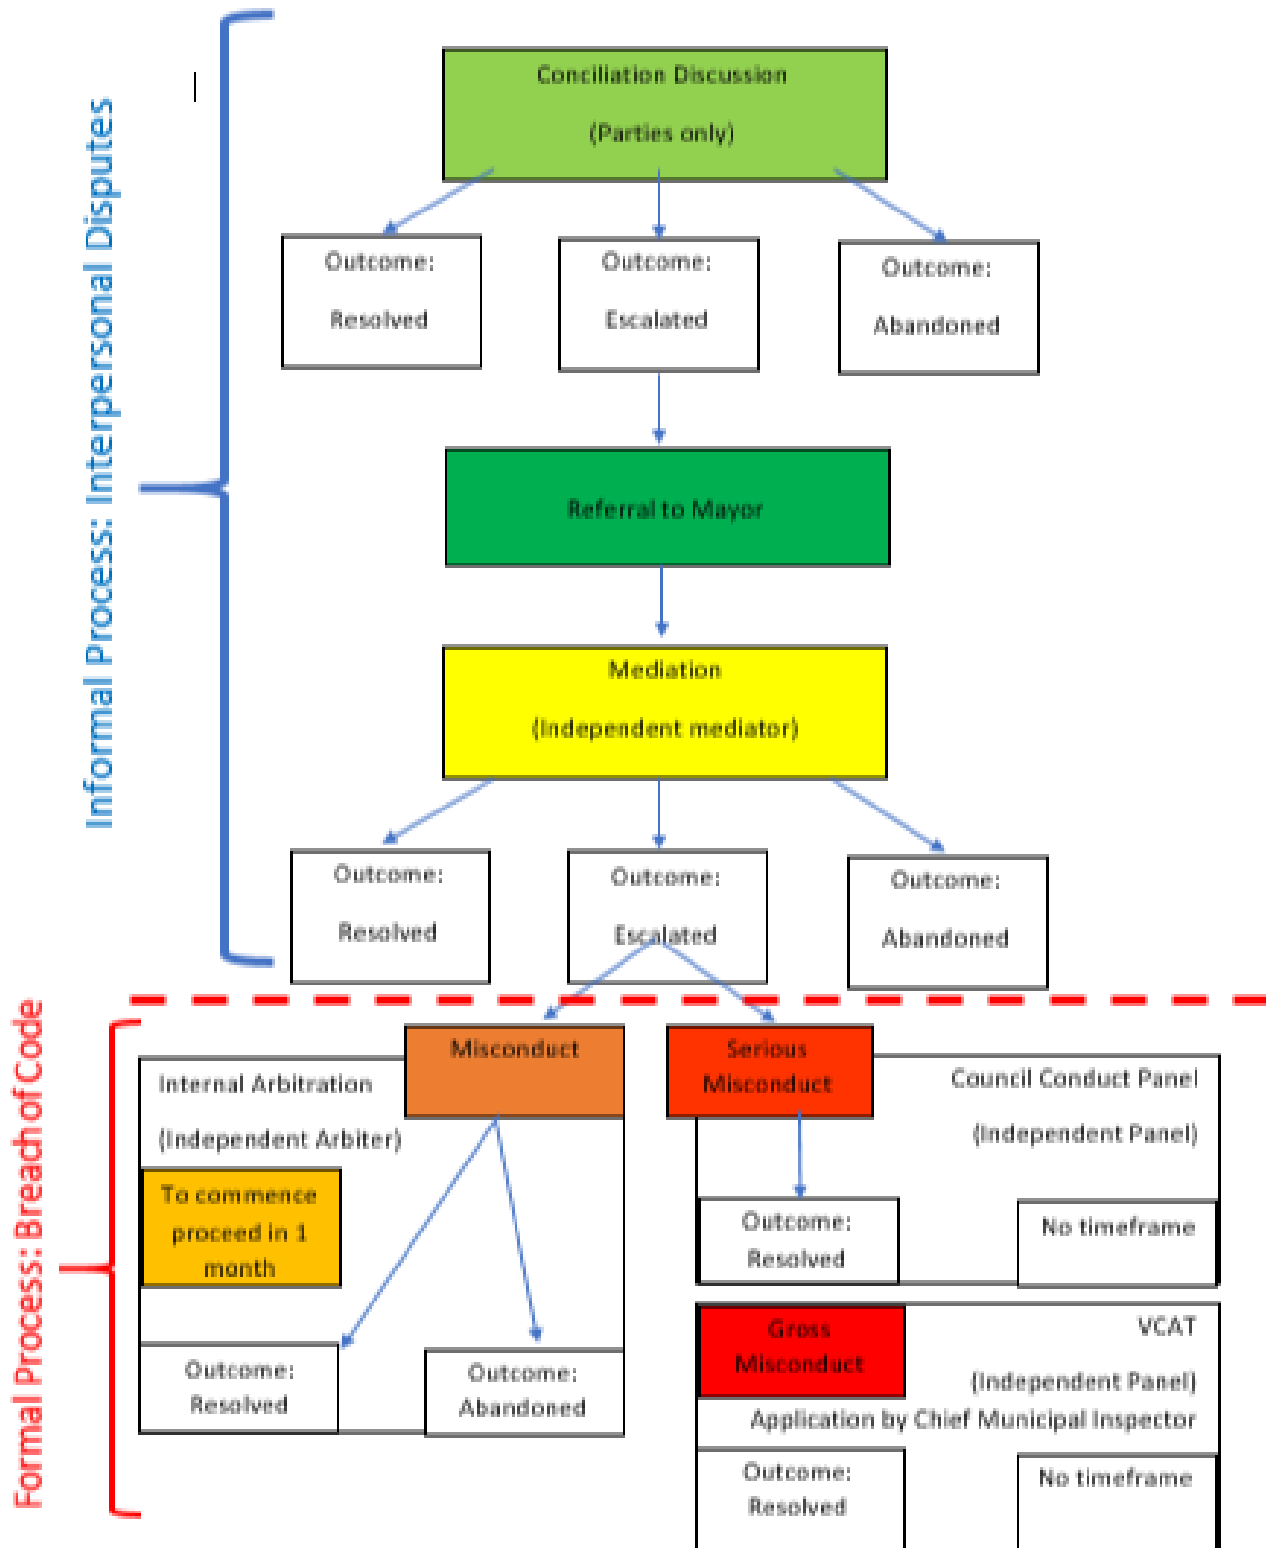 Informal Process: Interpersonal Disputes
Conciliation Discussion
(Parties only)
Outcome:
Resolved
Outcome:
Escalated
Outcome:
Abandoned
Referral to Mayor
Mediation
(Independent mediator)
Outcome:
Resolved
Outcome:
Escalated
Outcome:
Abandoned
Formal Process: Breach of Code
Misconduct
Internal Arbitration
(Independent Arbiter)
To commence
proceed in 1
month
Outcome:
Resolved
Outcome:
Abandoned
Serious
Misconduct
Council Conduct Panel
(Independent Panel)
Outcome:
Resolved
No timeframe
Gross
Misconduct
VCAT
(Independent Panel)
Application by Chief Municipal Inspector
Outcome:
Resolved
No timeframe